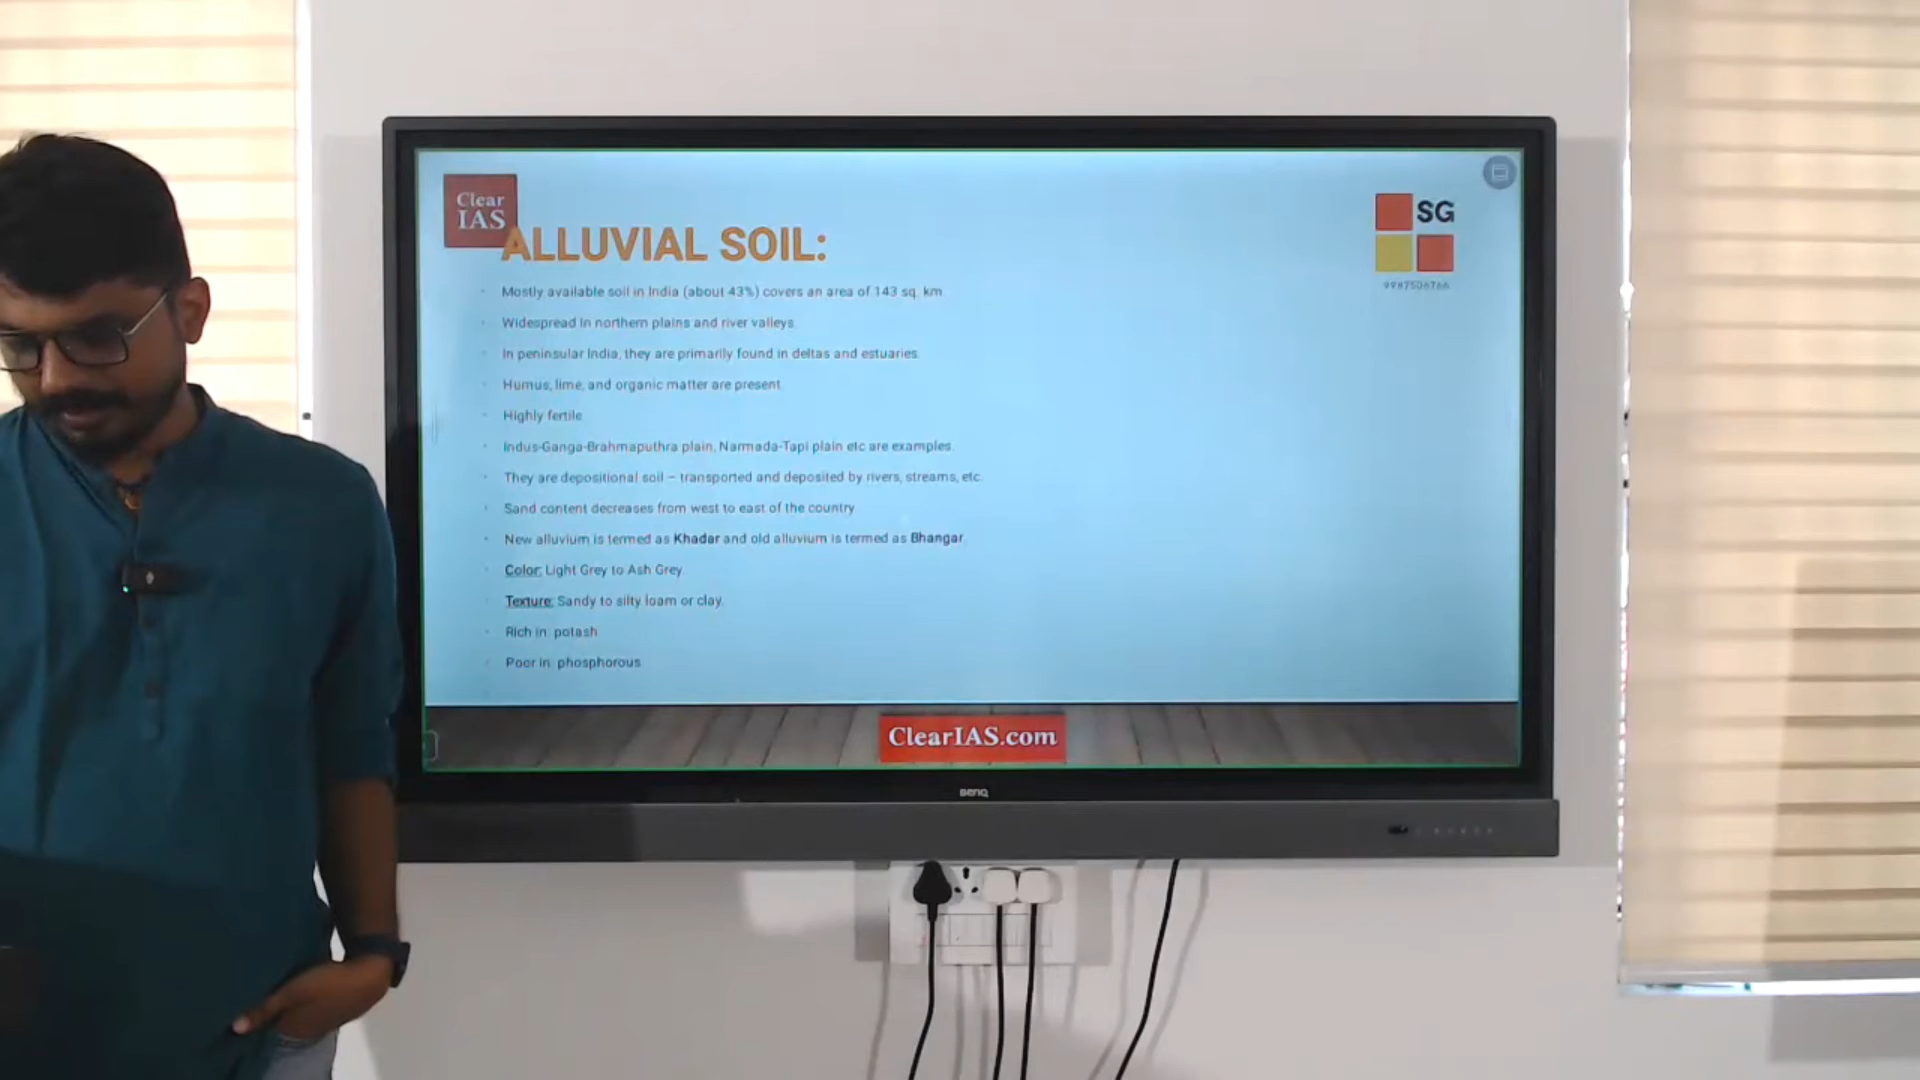 Clear
IAS
SG
9987506766
ALLUVIAL SOIL:
Mostly available soil in India (about 43%) covers an area of 143 sq. km.
Widespread in northern plains and river valleys.
In peninsular India, they are primarily found in deltas and estuaries.
Humus, lime, and organic matter are present.
Highly fertile.
Indus-Ganga-Brahmaputhra plain, Narmada-Tapi plain etc are examples.
They are depositional soil – transported and deposited by rivers, streams, etc.
Sand content decreases from west to east of the country.
New alluvium is termed as Khadar and old alluvium is termed as Bhangar.
Color: Light Grey to Ash Grey.
Texture: Sandy to silty loam or clay.
Rich in: potash
Poor in: phosphorous
ClearIAS.com
BenQ